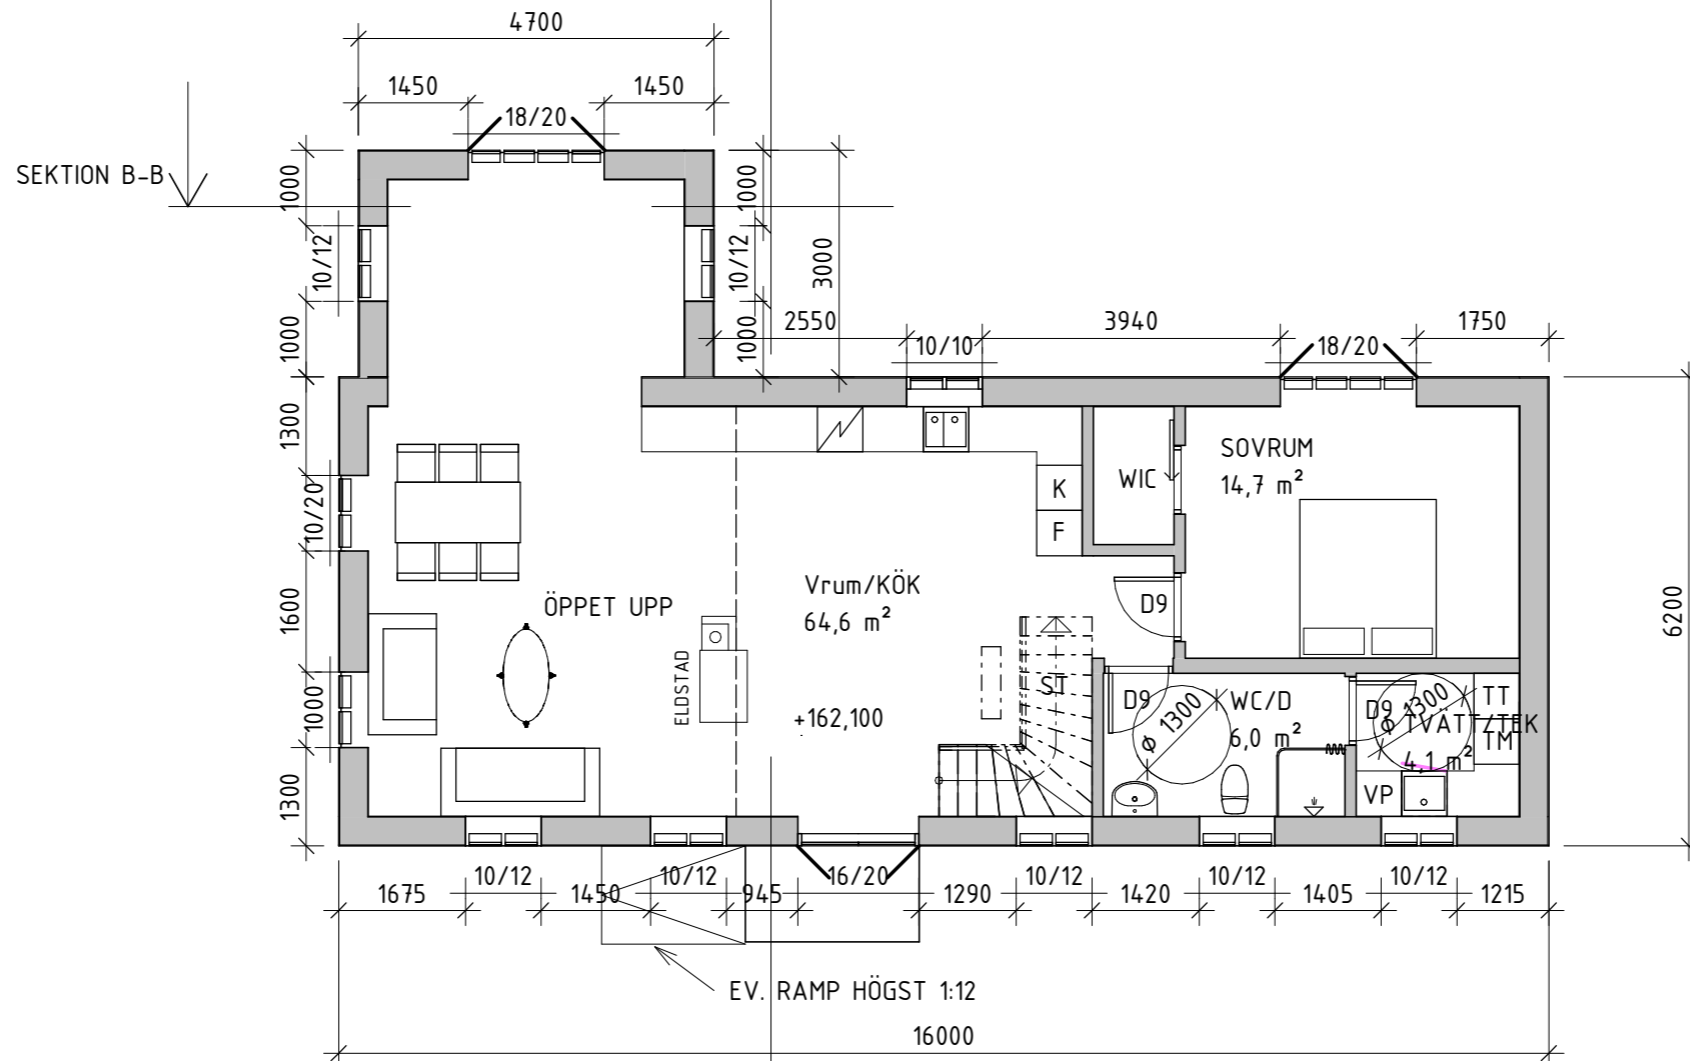 4700
1450
1450
18/20
SEKTION B-B
1000
1000
10/12
10/12
3000
1000
1000
2550
3940
1750
10/10
18/20
1300
SOVRUM
14,7 m²
WIC
K
10/20
F
6200
1600
ÖPPET UPP
Vrum/KÖK
64,6 m²
D9
ELDSTAD
ST
1000
+162,100
D9
ϕ 1300
WC/D
6,0 m²
D9
ϕ 1300
TT
TVÄTT/TEK
TM
4,1 m²
1300
VP
10/12
10/12
16/20
10/12
10/12
10/12
1675
1450
945
1290
1420
1405
1215
EV. RAMP HÖGST 1:12
16000